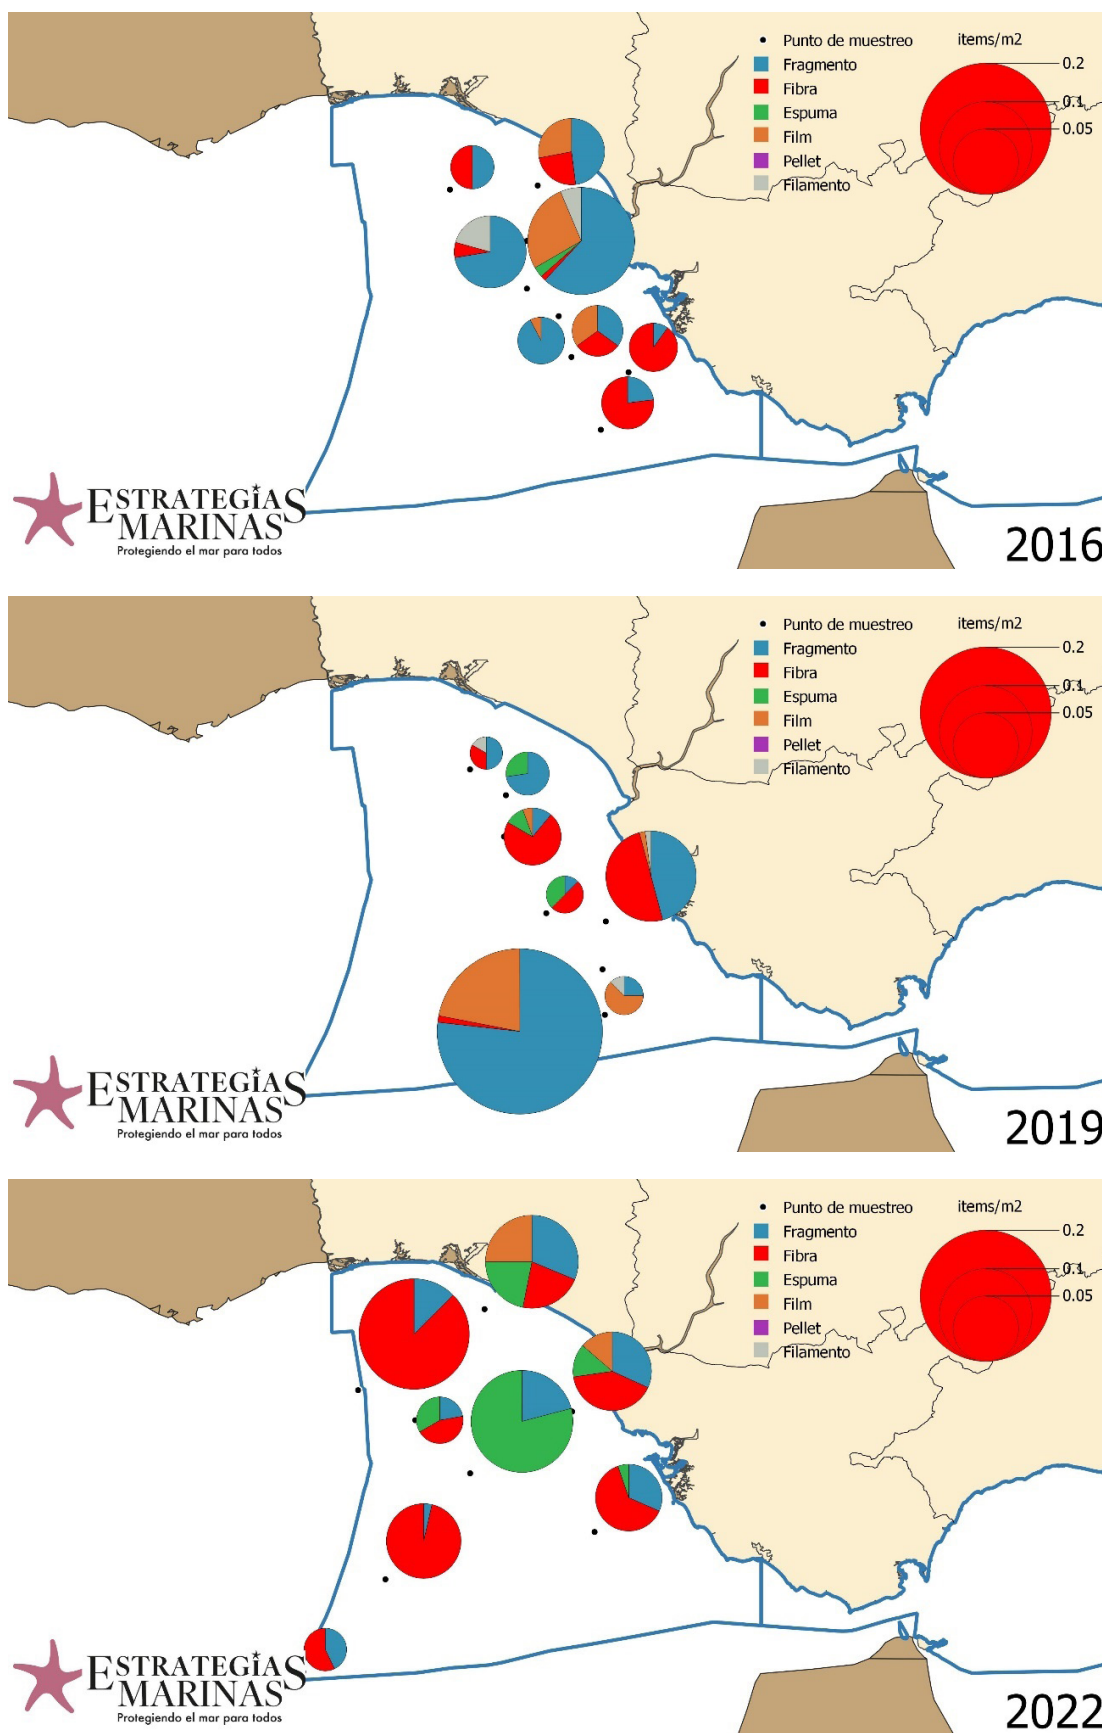 Punto de muestreo items/m2
Fragmento 0.2
Fibra 0.1
Espuma 0.05
Film
Pellet
Filamento
ESTRATEGIAS
MARINAS
Protegiendo el mar para todos
2016
Punto de muestreo items/m2
Fragmento 0.2
Fibra 0.1
Espuma 0.05
Film
Pellet
Filamento
ESTRATEGIAS
MARINAS
Protegiendo el mar para todos
2019
Punto de muestreo items/m2
Fragmento 0.2
Fibra 0.1
Espuma 0.05
Film
Pellet
Filamento
ESTRATEGIAS
MARINAS
Protegiendo el mar para todos
2022